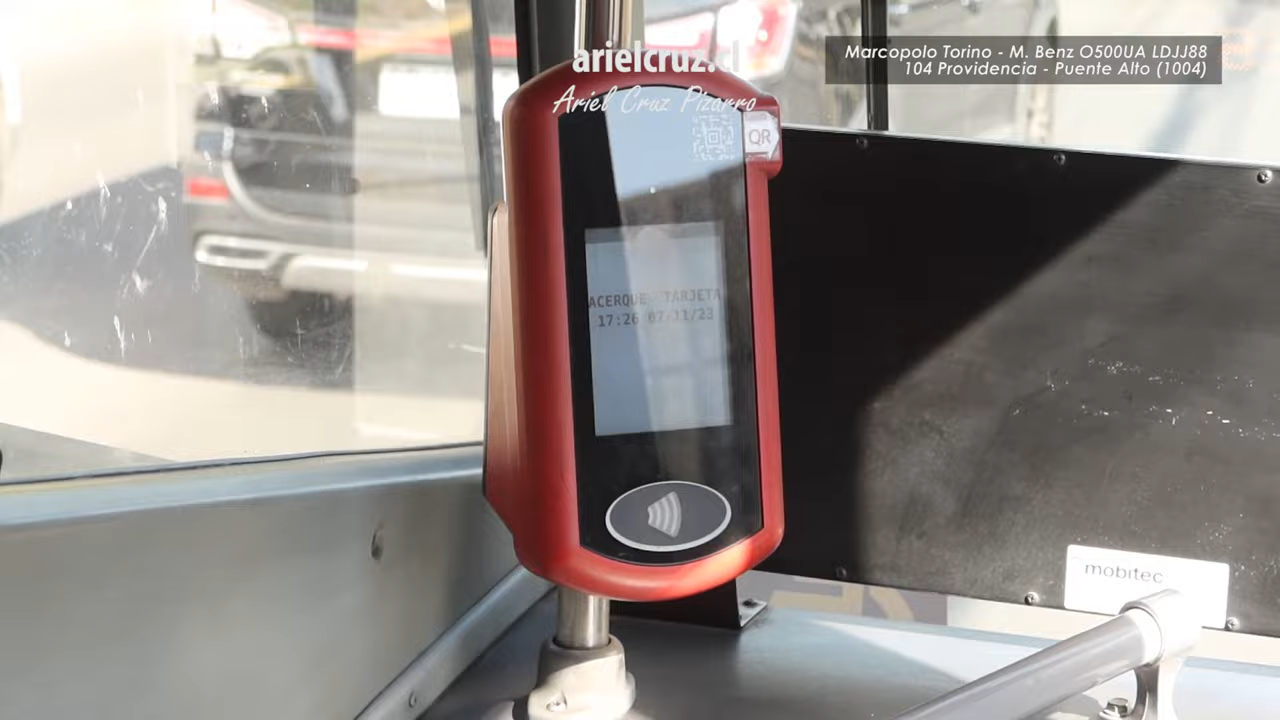 arielcruz.cl
Ariel Cruz Pizarro
Marcopolo Torino - M. Benz O500UA LDJJ88
104 Providencia - Puente Alto (1004)
QR
ACERQUE TARJETA
17:26 07/11/23
mobitec